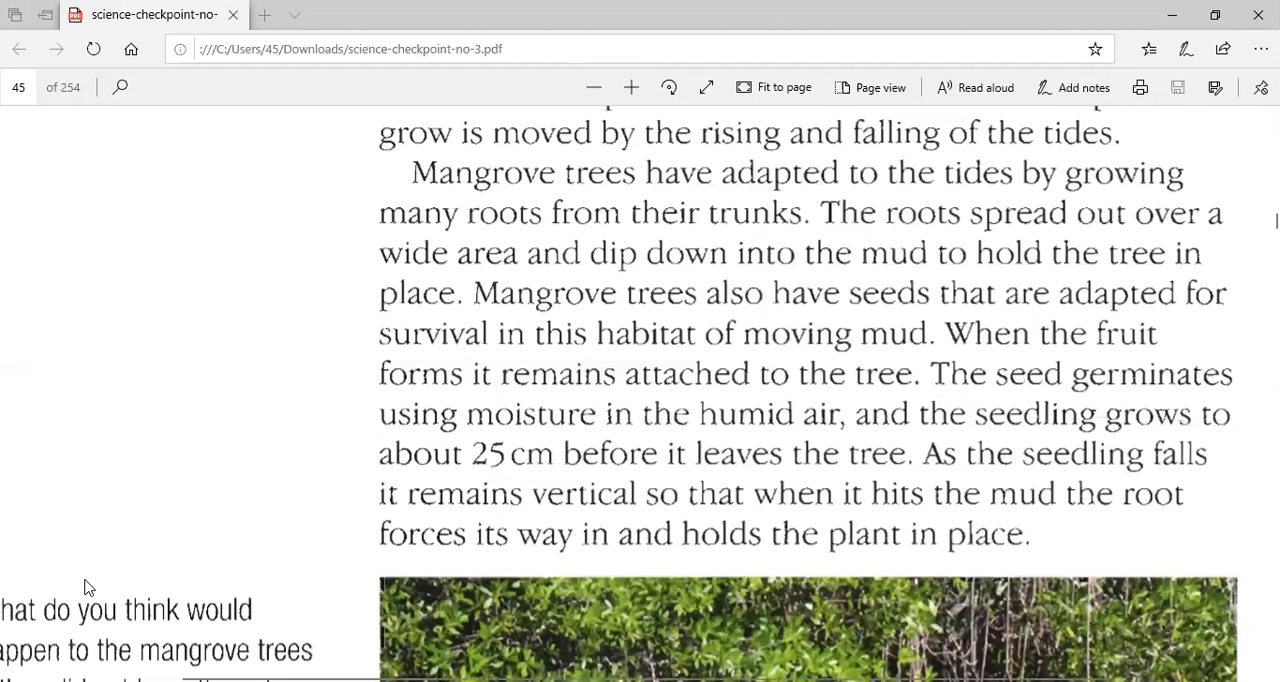 science-checkpoint-no-
:///C:/Users/45/Downloads/science-checkpoint-no-3.pdf
45 of 254 Fit to page Page view Read aloud Add notes
grow is moved by the rising and falling of the tides.
Mangrove trees have adapted to the tides by growing
many roots from their trunks. The roots spread out over a
wide area and dip down into the mud to hold the tree in
place. Mangrove trees also have seeds that are adapted for
survival in this habitat of moving mud. When the fruit
forms it remains attached to the tree. The seed germinates
using moisture in the humid air, and the seedling grows to
about 25 cm before it leaves the tree. As the seedling falls
it remains vertical so that when it hits the mud the root
forces its way in and holds the plant in place.
hat do you think would
appen to the mangrove trees